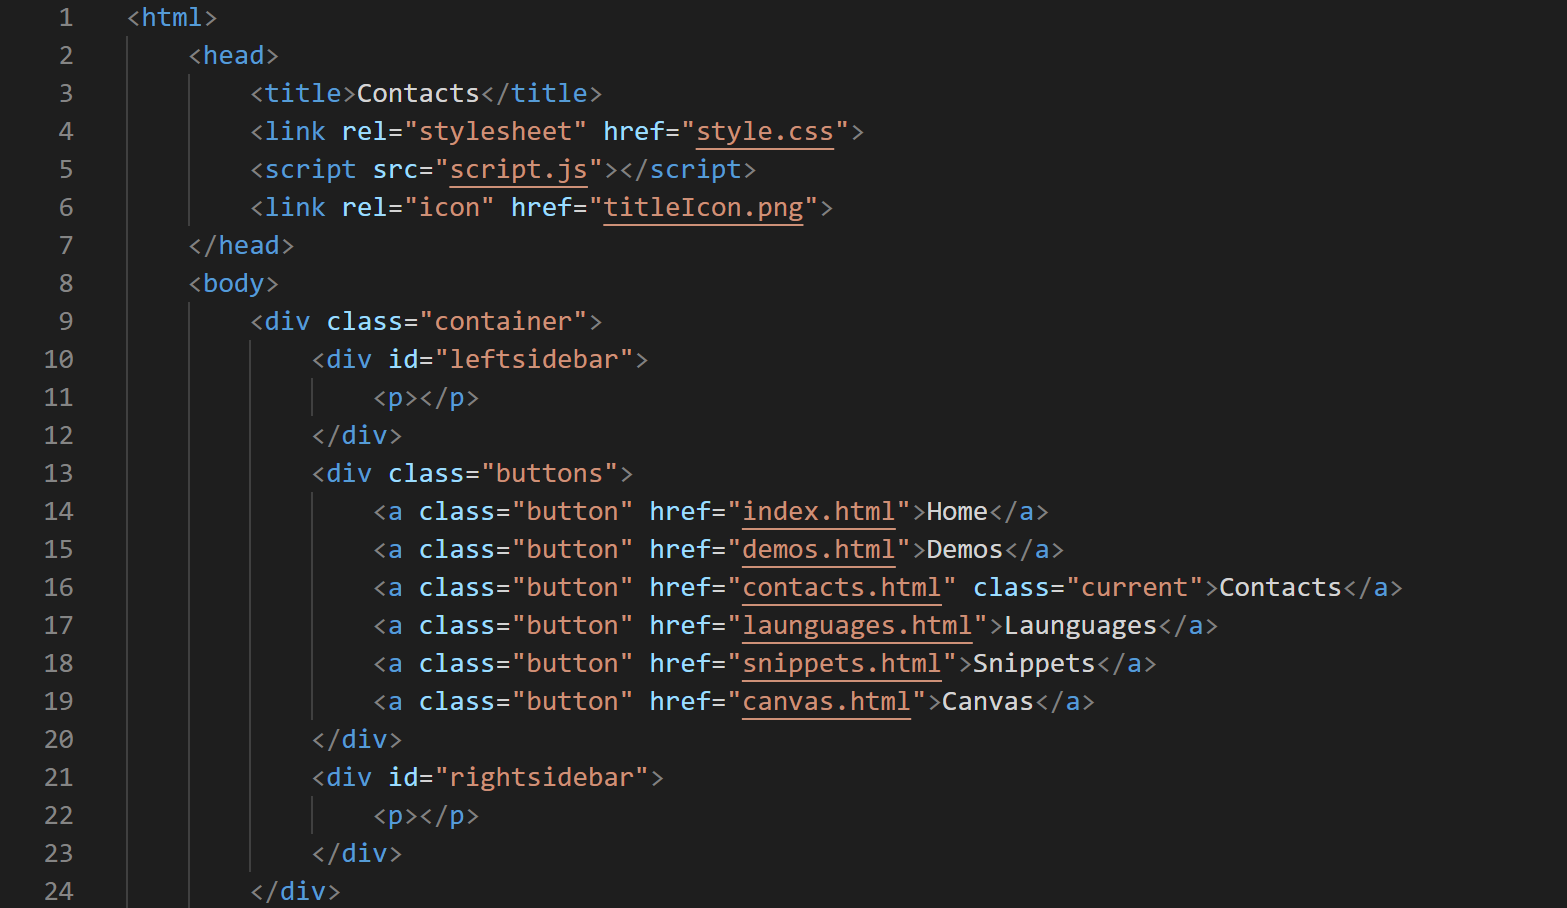 1 <html>
2 <head>
3 <title>Contacts</title>
4 <link rel="stylesheet" href="style.css">
5 <script src="script.js"></script>
6 <link rel="icon" href="titleIcon.png">
7 </head>
8 <body>
9 <div class="container">
10 <div id="leftsidebar">
11 <p></p>
12 </div>
13 <div class="buttons">
14 <a class="button" href="index.html">Home</a>
15 <a class="button" href="demos.html">Demos</a>
16 <a class="button" href="contacts.html" class="current">Contacts</a>
17 <a class="button" href="launguages.html">Launguages</a>
18 <a class="button" href="snippets.html">Snippets</a>
19 <a class="button" href="canvas.html">Canvas</a>
20 </div>
21 <div id="rightsidebar">
22 <p></p>
23 </div>
24 </div>